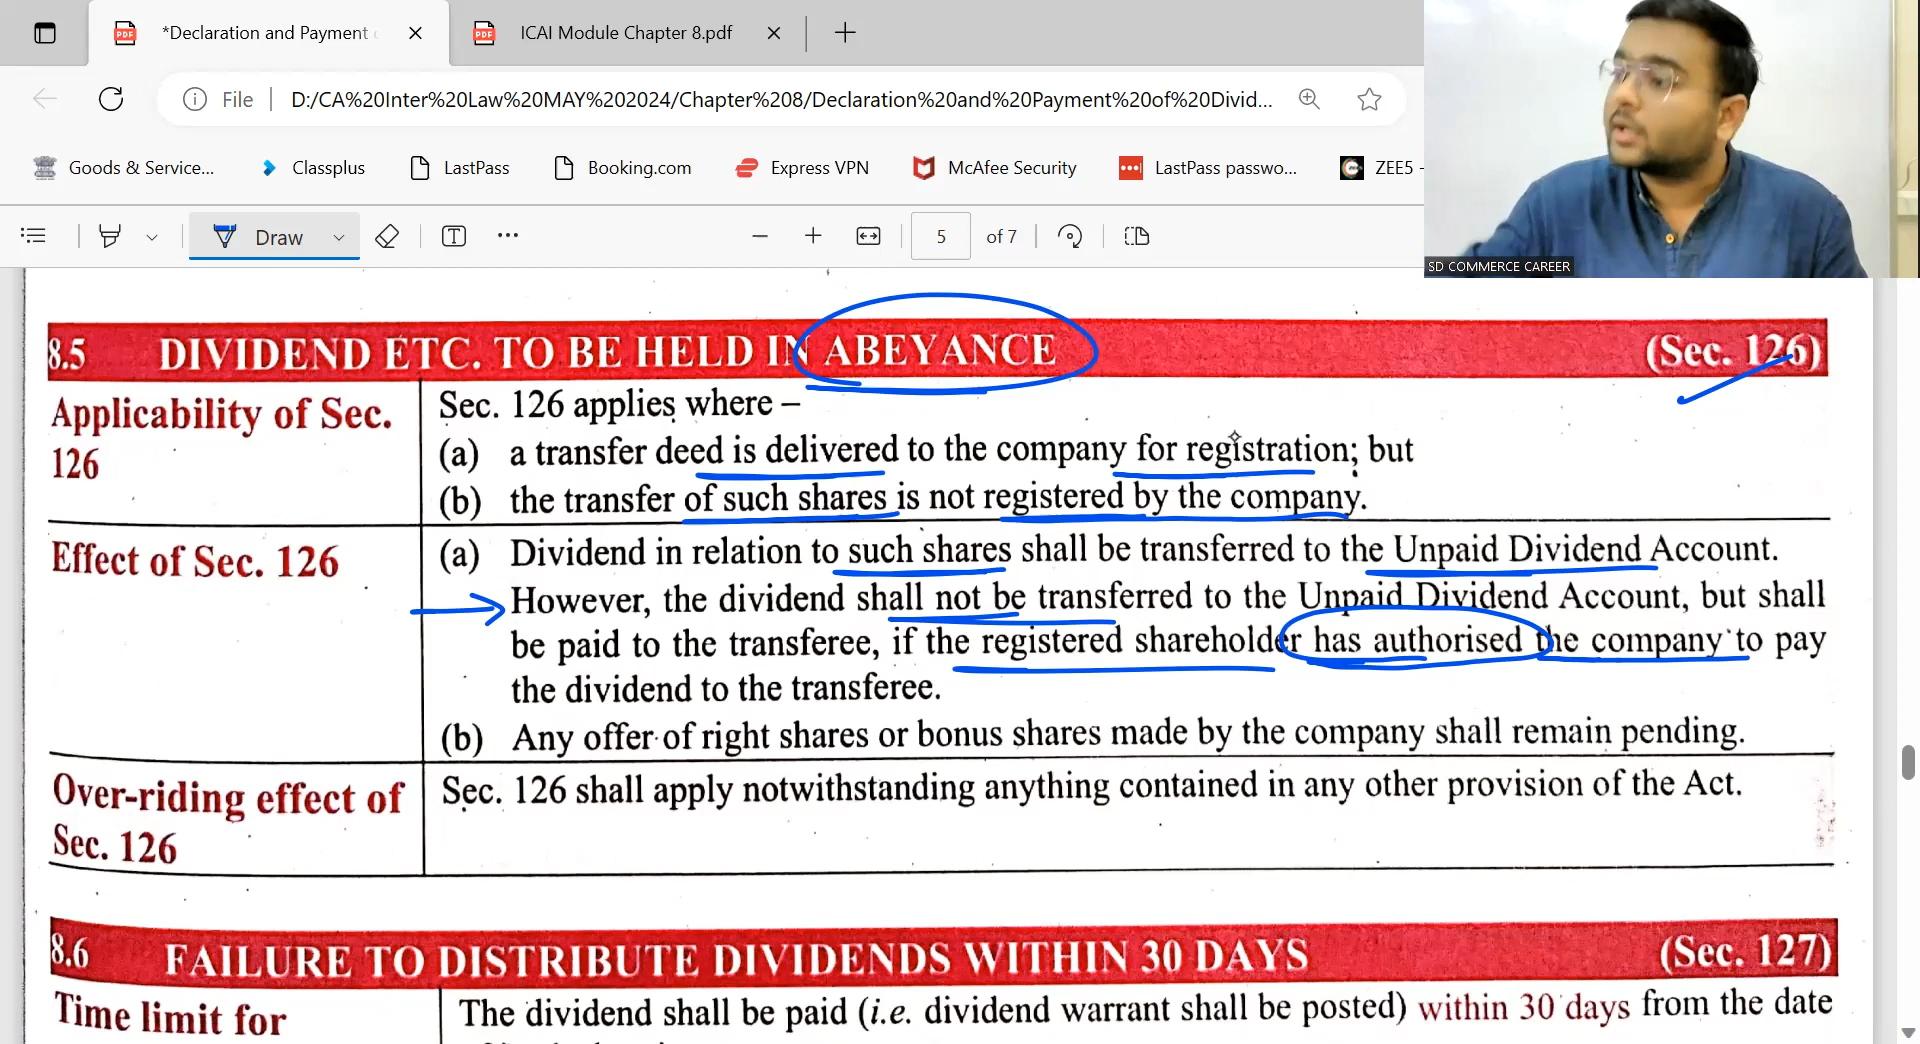 *Declaration and Payment
ICAI Module Chapter 8.pdf
File
D:/CA%20Inter%20Law%20MAY%202024/Chapter%208/Declaration%20and%20Payment%20of%20Divid...
Goods & Service...
Classplus
LastPass
Booking.com
Express VPN
McAfee Security
LastPass passwo...
ZEE5 -
Draw
5 of 7
SD COMMERCE CAREER
8.5 DIVIDEND ETC. TO BE HELD IN ABEYANCE (Sec. 126)
Applicability of Sec. 126
Sec. 126 applies where –
(a) a transfer deed is delivered to the company for registration; but
(b) the transfer of such shares is not registered by the company.
Effect of Sec. 126
(a) Dividend in relation to such shares shall be transferred to the Unpaid Dividend Account.
However, the dividend shall not be transferred to the Unpaid Dividend Account, but shall
be paid to the transferee, if the registered shareholder has authorised the company to pay
the dividend to the transferee.
(b) Any offer of right shares or bonus shares made by the company shall remain pending.
Over-riding effect of Sec. 126
Sec. 126 shall apply notwithstanding anything contained in any other provision of the Act.
8.6 FAILURE TO DISTRIBUTE DIVIDENDS WITHIN 30 DAYS (Sec. 127)
Time limit for
The dividend shall be paid (i.e. dividend warrant shall be posted) within 30 days from the date